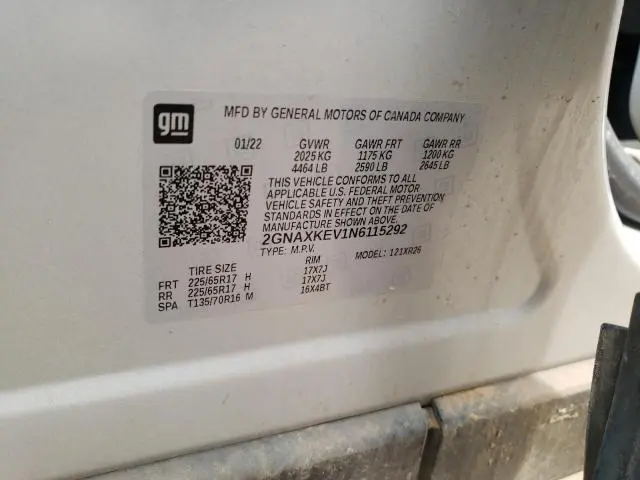 gm
MFD BY GENERAL MOTORS OF CANADA COMPANY
01/22 GVWR GAWR FRT GAWR RR
2025 KG 1175 KG 1200 KG
4464 LB 2590 LB 2645 LB
THIS VEHICLE CONFORMS TO ALL
APPLICABLE U.S. FEDERAL MOTOR
VEHICLE SAFETY AND THEFT PREVENTION
STANDARDS IN EFFECT ON THE DATE OF
MANUFACTURE SHOWN ABOVE.
2GNAXKEV1N6115292
TYPE: M.P.V. MODEL: 121XR26
TIRE SIZE RIM
FRT 225/65R17 H 17X7J
RR 225/65R17 H 17X7J
SPA T135/70R16 M 16X4BT